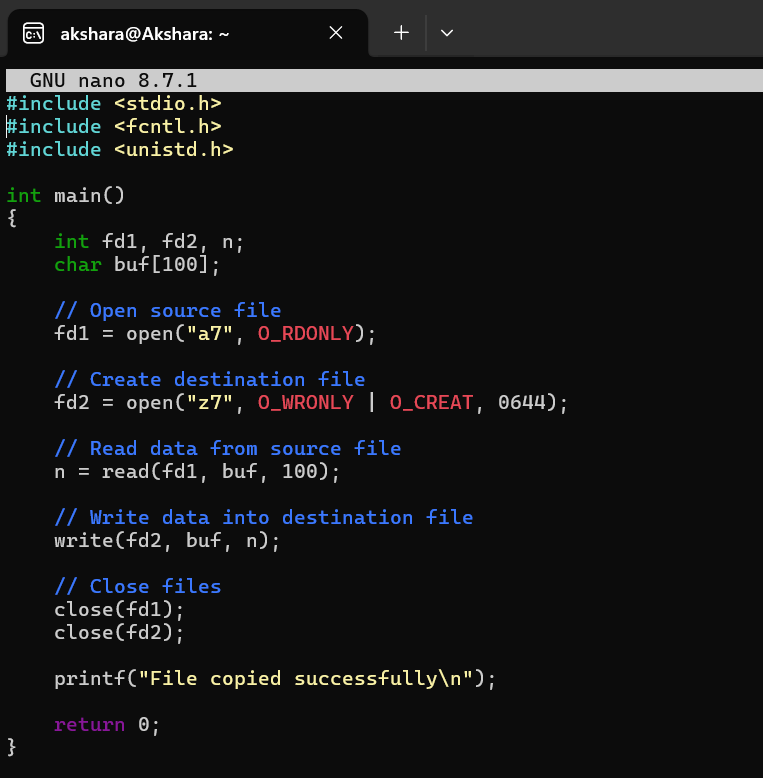 akshara@Akshara: ~
GNU nano 8.7.1
#include <stdio.h>
#include <fcntl.h>
#include <unistd.h>
int main()
{
    int fd1, fd2, n;
    char buf[100];
    // Open source file
    fd1 = open("a7", O_RDONLY);
    // Create destination file
    fd2 = open("z7", O_WRONLY | O_CREAT, 0644);
    // Read data from source file
    n = read(fd1, buf, 100);
    // Write data into destination file
    write(fd2, buf, n);
    // Close files
    close(fd1);
    close(fd2);
    printf("File copied successfully\n");
    return 0;
}